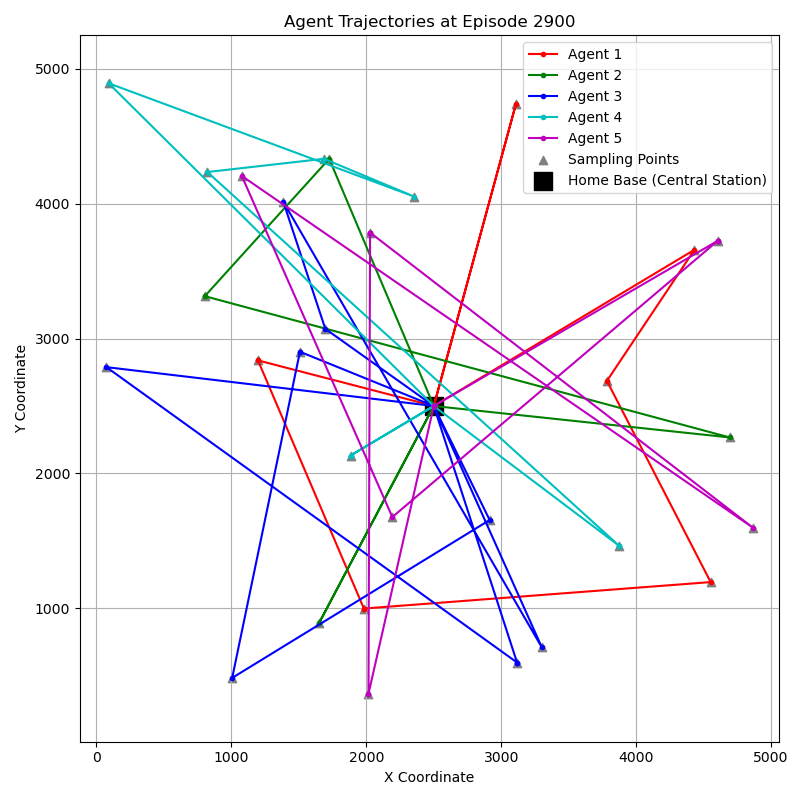 Agent Trajectories at Episode 2900
Agent 1
Agent 2
Agent 3
Agent 4
Agent 5
Sampling Points
Home Base (Central Station)
5000
4000
3000
2000
1000
Y Coordinate
0
1000
2000
3000
4000
5000
X Coordinate